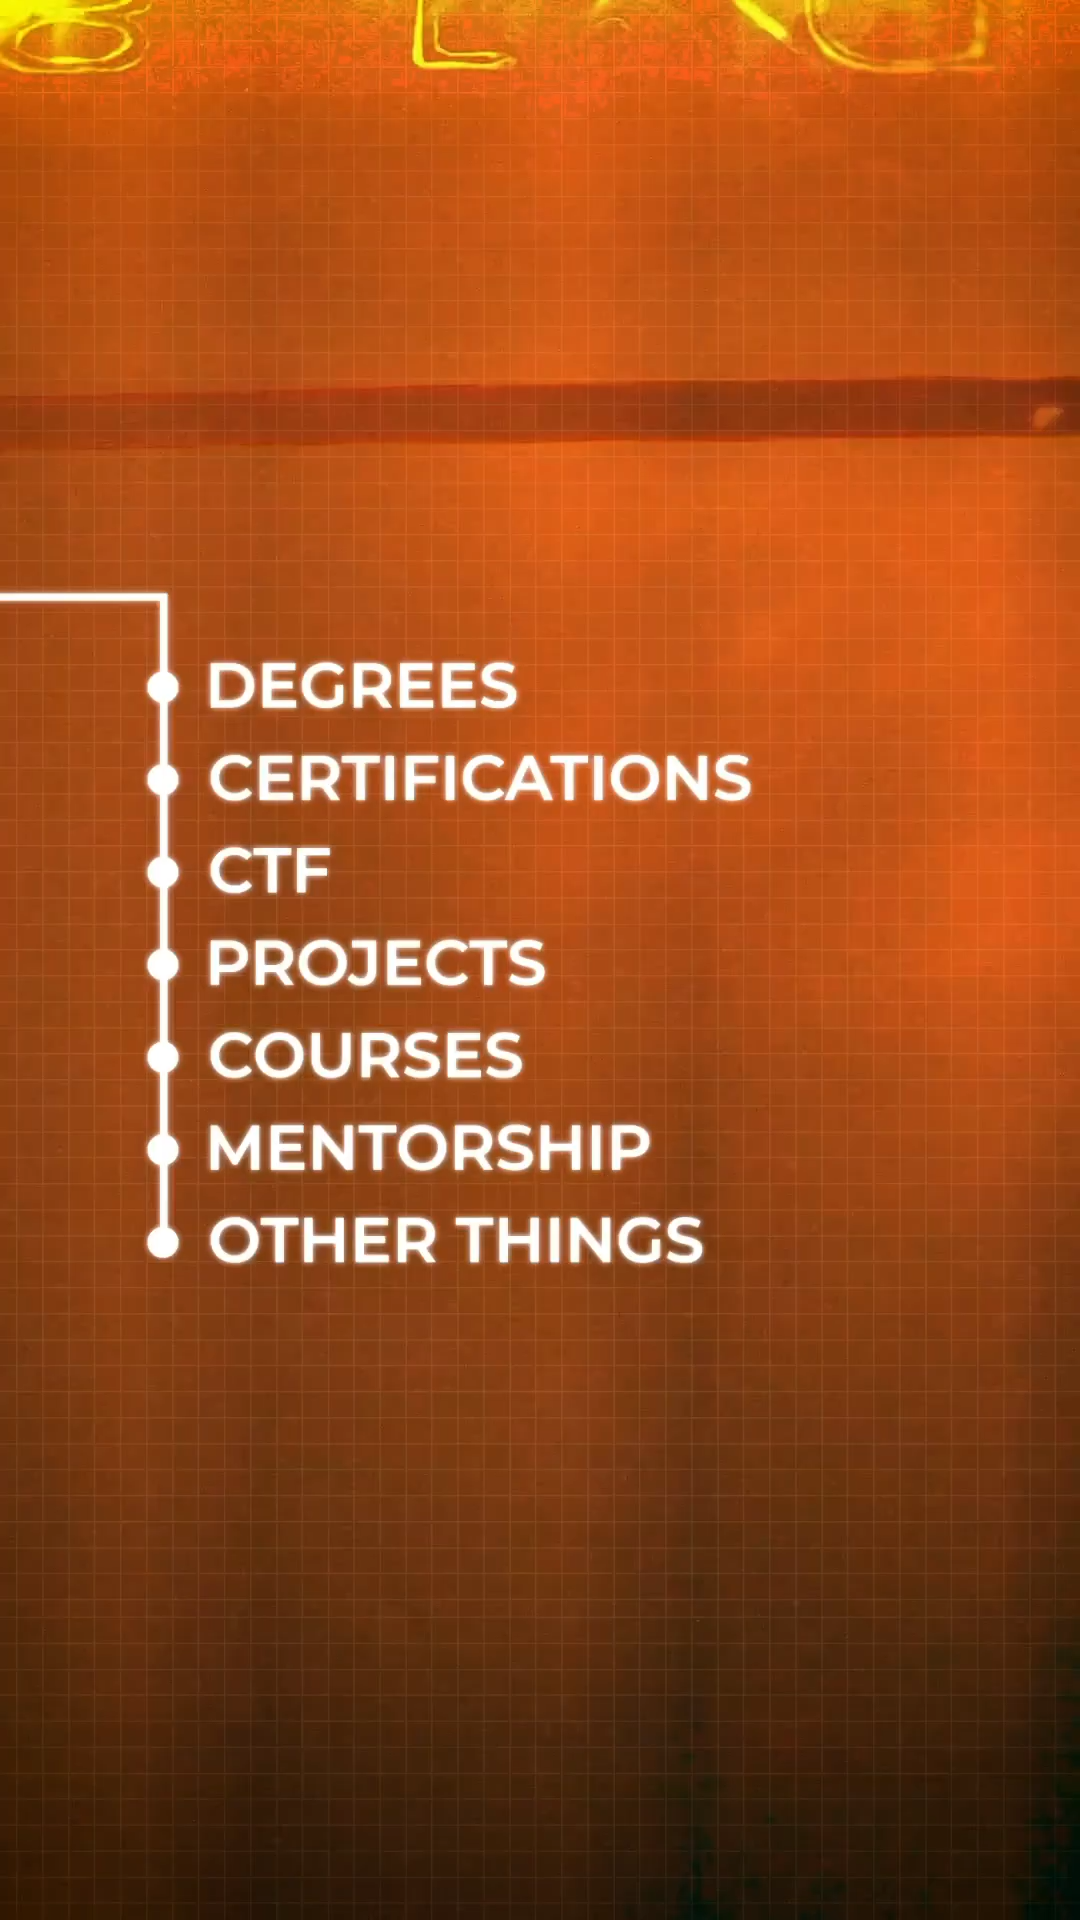 DEGREES
CERTIFICATIONS
CTF
PROJECTS
COURSES
MENTORSHIP
OTHER THINGS